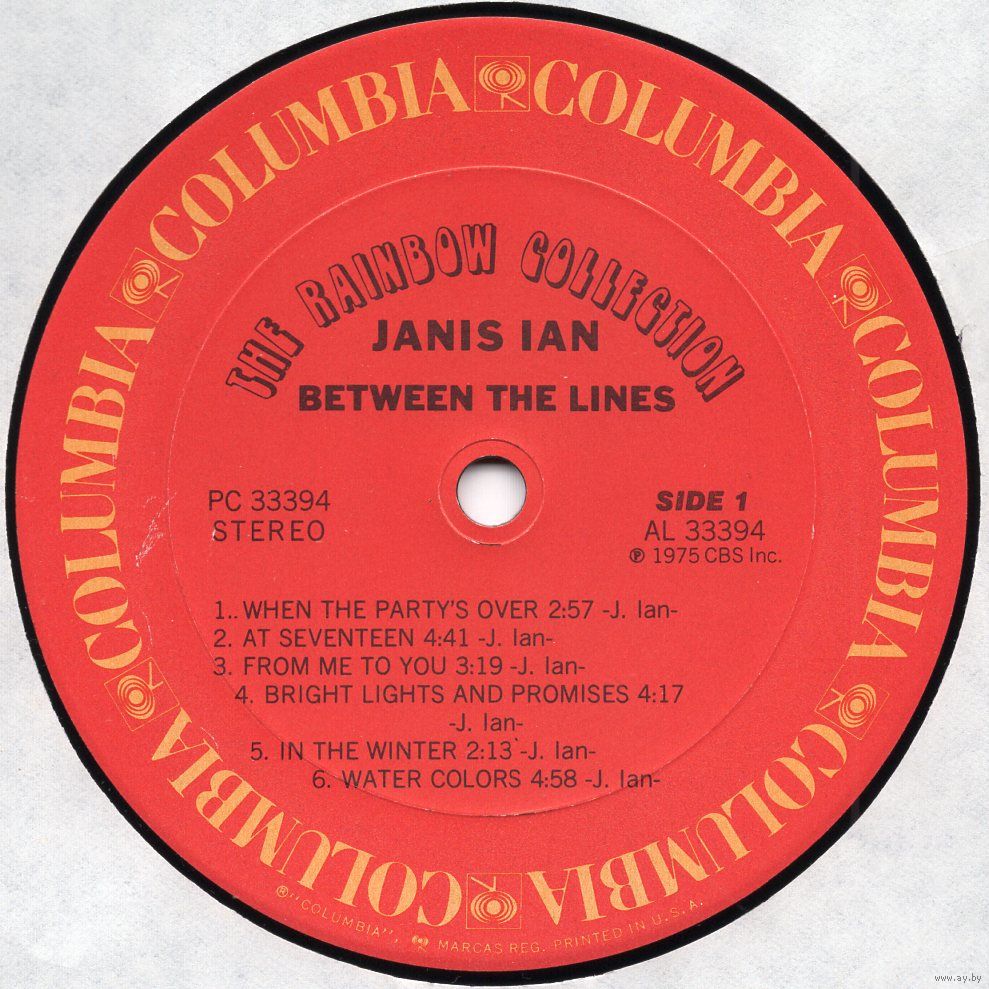 COLUMBIA COLUMBIA COLUMBIA COLUMBIA COLUMBIA COLUMBIA
THE RAINBOW COLLECTION
JANIS IAN
BETWEEN THE LINES
PC 33394
STEREO
SIDE 1
AL 33394
℗ 1975 CBS Inc.
1.. WHEN THE PARTY'S OVER 2:57 -J. Ian-
2. AT SEVENTEEN 4:41 -J. Ian-
3. FROM ME TO YOU 3:19 -J. Ian-
4. BRIGHT LIGHTS AND PROMISES 4:17
-J. Ian-
5. IN THE WINTER 2:13 -J. Ian-
6. WATER COLORS 4:58 -J. Ian-
®"COLUMBIA", MARCAS REG. PRINTED IN U.S.A.
www.ay.by